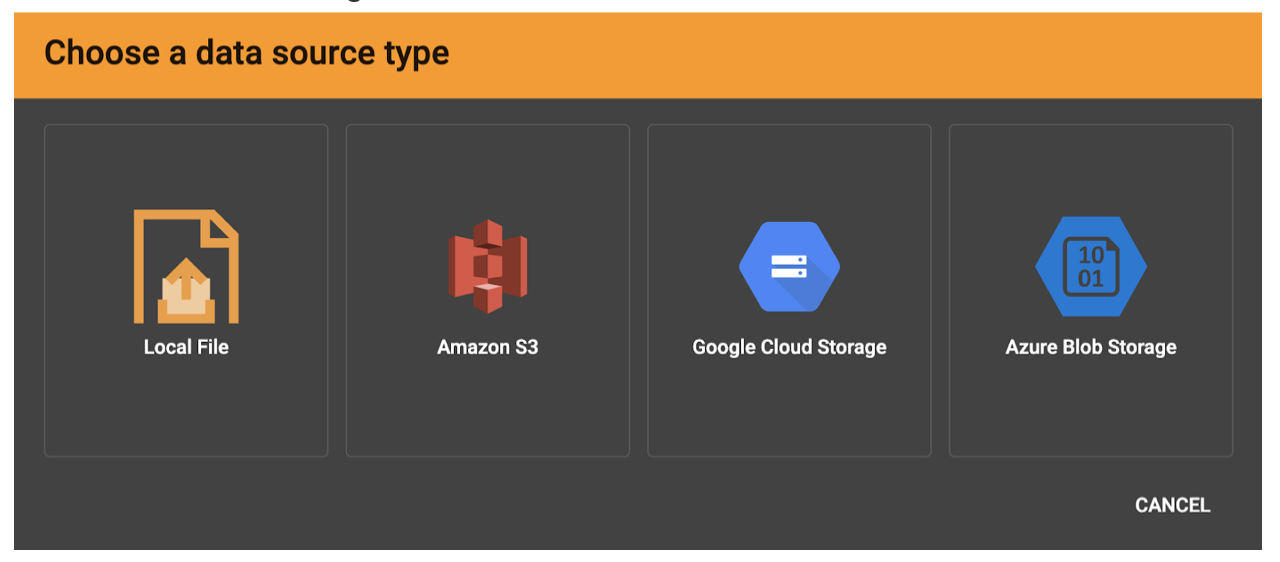 Choose a data source type
10
01
Local File
Amazon S3
Google Cloud Storage
Azure Blob Storage
CANCEL